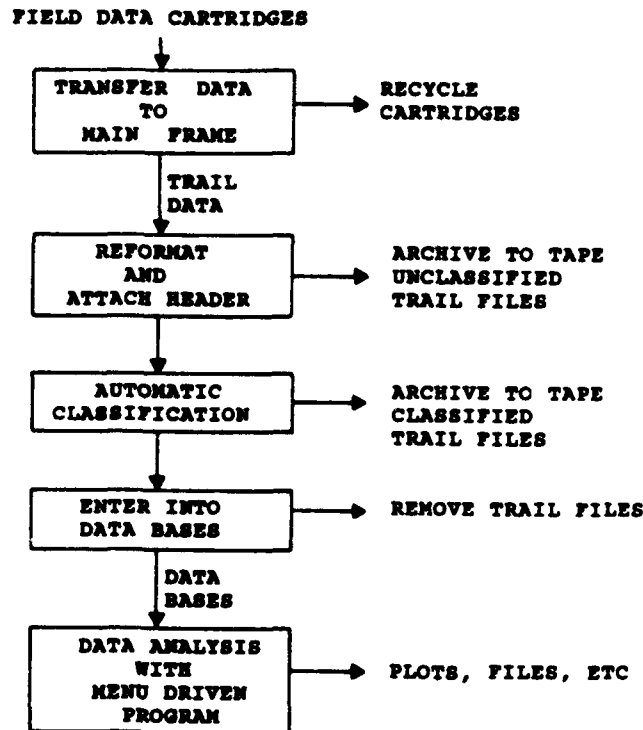 FIELD DATA CARTRIDGES
TRANSFER DATA
TO
MAIN FRAME
RECYCLE
CARTRIDGES
TRAIL
DATA
REFORMAT
AND
ATTACH HEADER
ARCHIVE TO TAPE
UNCLASSIFIED
TRAIL FILES
AUTOMATIC
CLASSIFICATION
ARCHIVE TO TAPE
CLASSIFIED
TRAIL FILES
ENTER INTO
DATA BASES
REMOVE TRAIL FILES
DATA
BASES
DATA ANALYSIS
WITH
MENU DRIVEN
PROGRAM
PLOTS, FILES, ETC